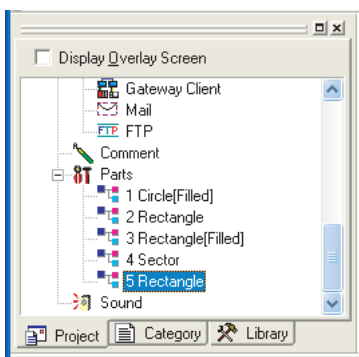 Display Overlay Screen
Gateway Client
Mail
FTP FTP
Comment
Parts
1 Circle[Filled]
2 Rectangle
3 Rectangle[Filled]
4 Sector
5 Rectangle
Sound
Project Category Library